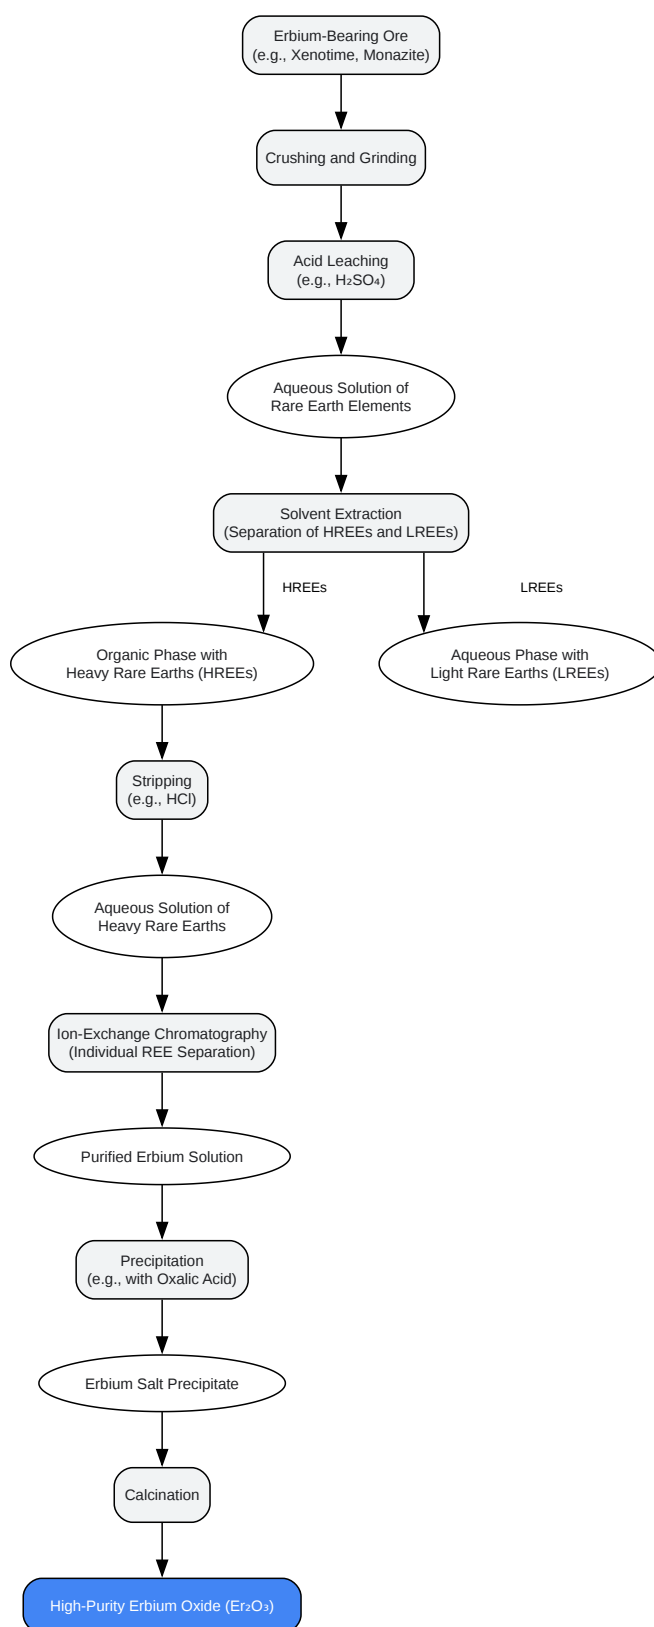 Erbium-Bearing Ore
(e.g., Xenotime, Monazite)
Crushing and Grinding
Acid Leaching
(e.g., H₂SO₄)
Aqueous Solution of
Rare Earth Elements
Solvent Extraction
(Separation of HREEs and LREEs)
HREEs
LREEs
Organic Phase with
Heavy Rare Earths (HREEs)
Aqueous Phase with
Light Rare Earths (LREEs)
Stripping
(e.g., HCl)
Aqueous Solution of
Heavy Rare Earths
Ion-Exchange Chromatography
(Individual REE Separation)
Purified Erbium Solution
Precipitation
(e.g., with Oxalic Acid)
Erbium Salt Precipitate
Calcination
High-Purity Erbium Oxide (Er₂O₃)